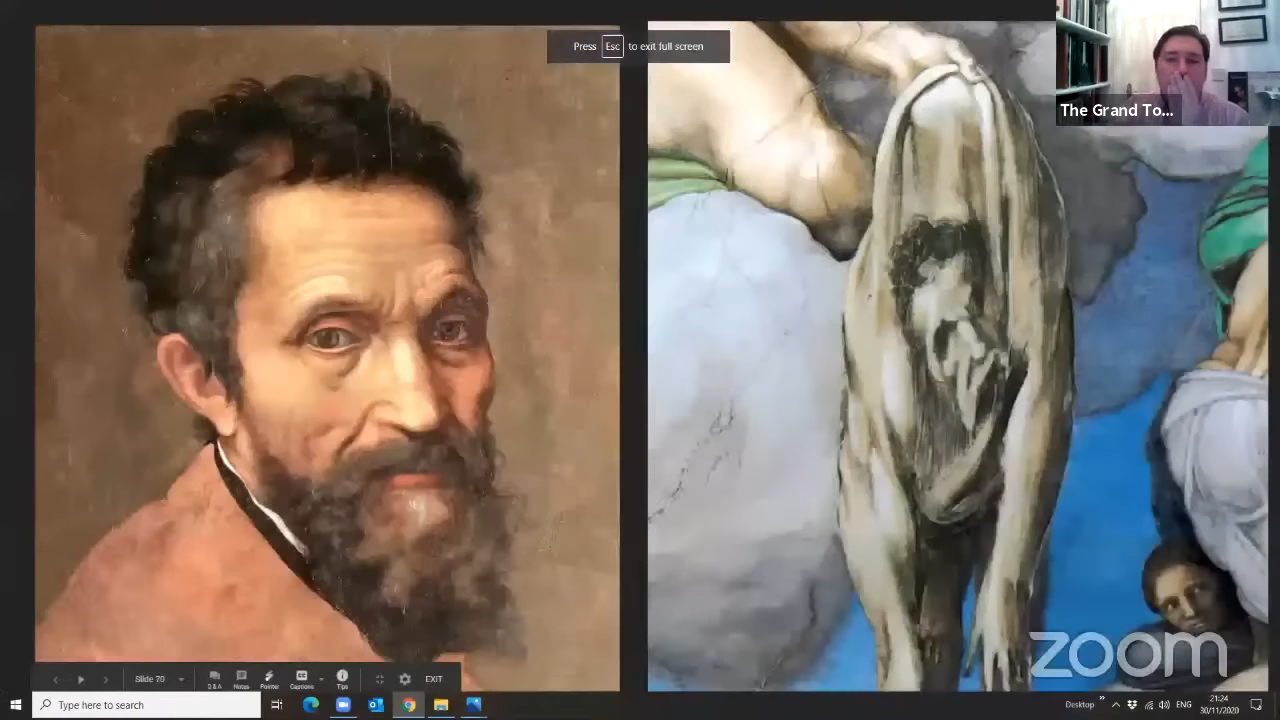 Press Esc to exit full screen
The Grand To...
zoom
Slide 70
Q & A
Notes
Pointer
Captions
Tips
EXIT
Type here to search
Desktop
ENG
21:24
30/11/2020